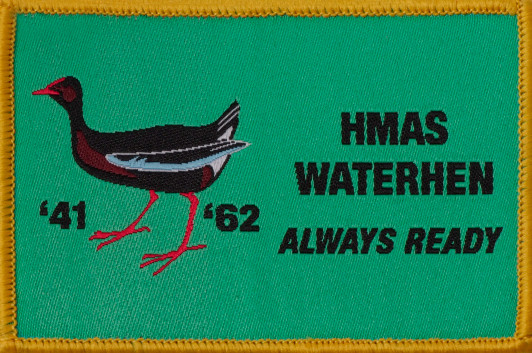 HMAS
WATERHEN
'41 '62
ALWAYS READY